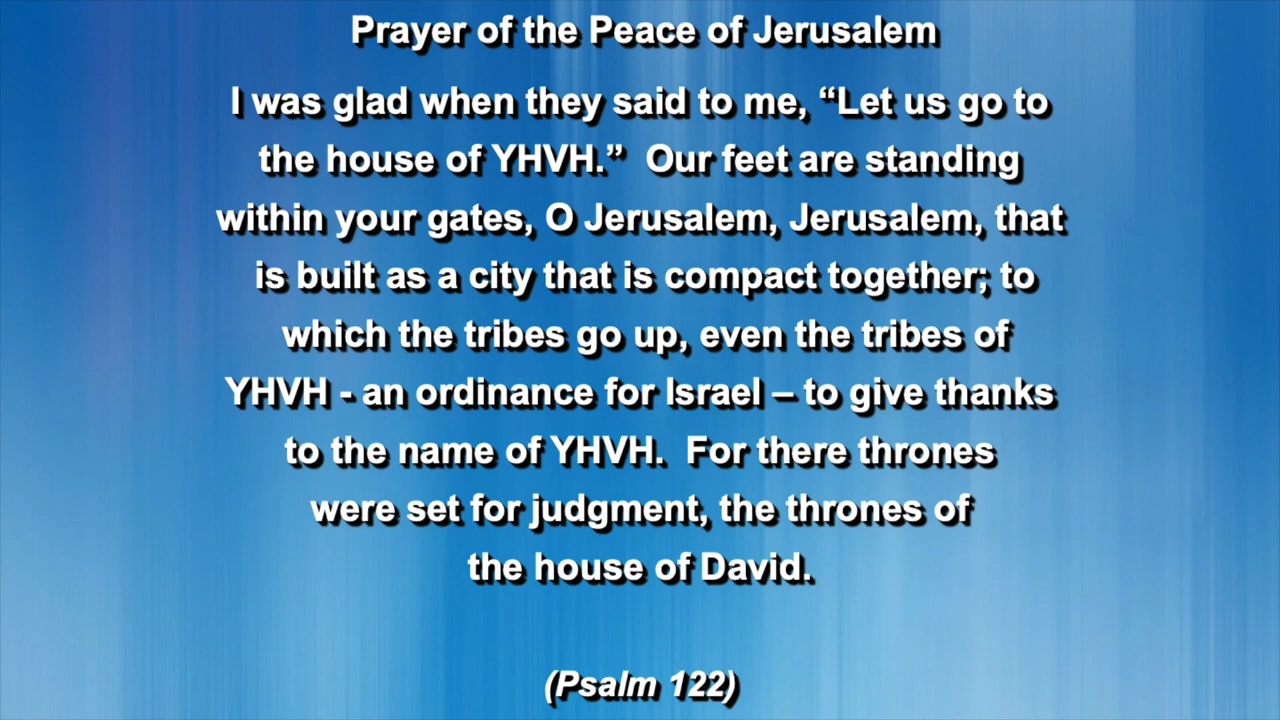 Prayer of the Peace of Jerusalem
I was glad when they said to me, “Let us go to
the house of YHVH.”  Our feet are standing
within your gates, O Jerusalem, Jerusalem, that
is built as a city that is compact together; to
which the tribes go up, even the tribes of
YHVH - an ordinance for Israel – to give thanks
to the name of YHVH.  For there thrones
were set for judgment, the thrones of
the house of David.
(Psalm 122)